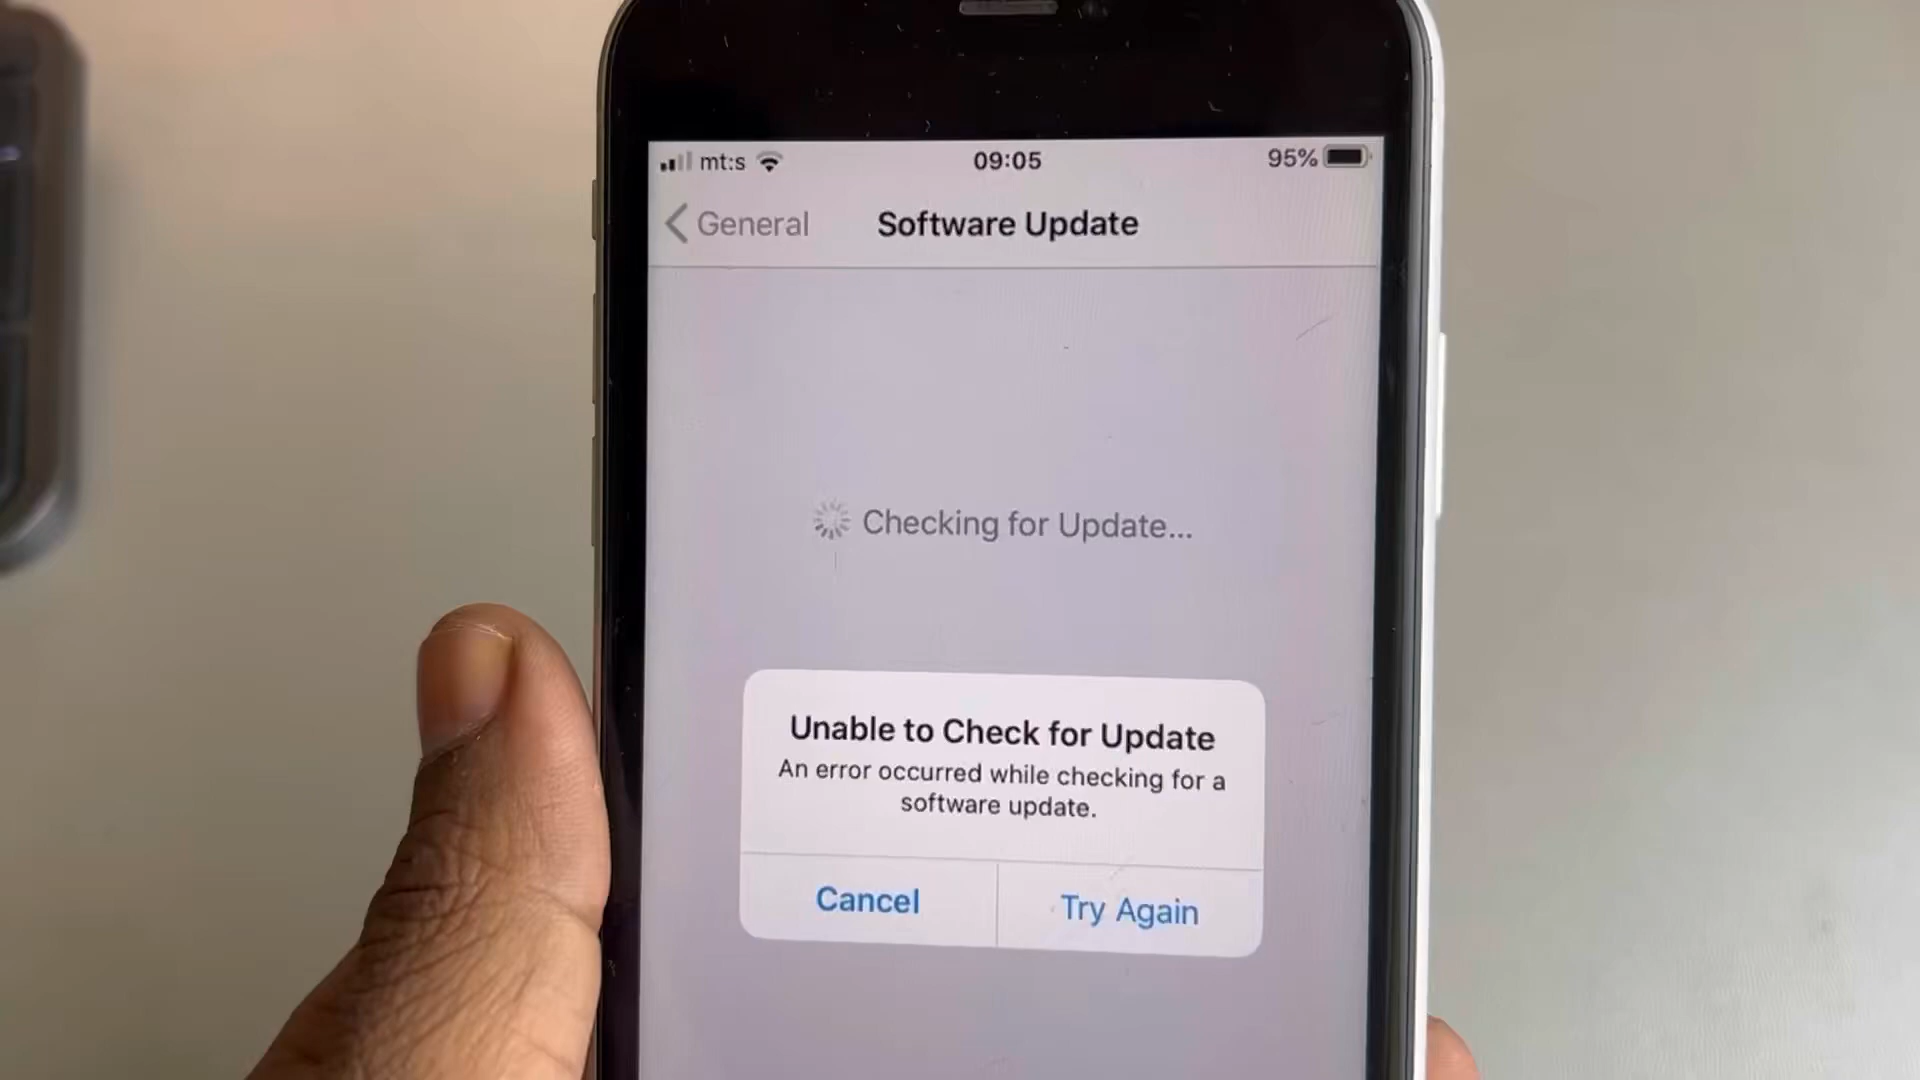 mt:s 09:05 95%
General Software Update
Checking for Update...
Unable to Check for Update
An error occurred while checking for a
software update.
Cancel Try Again